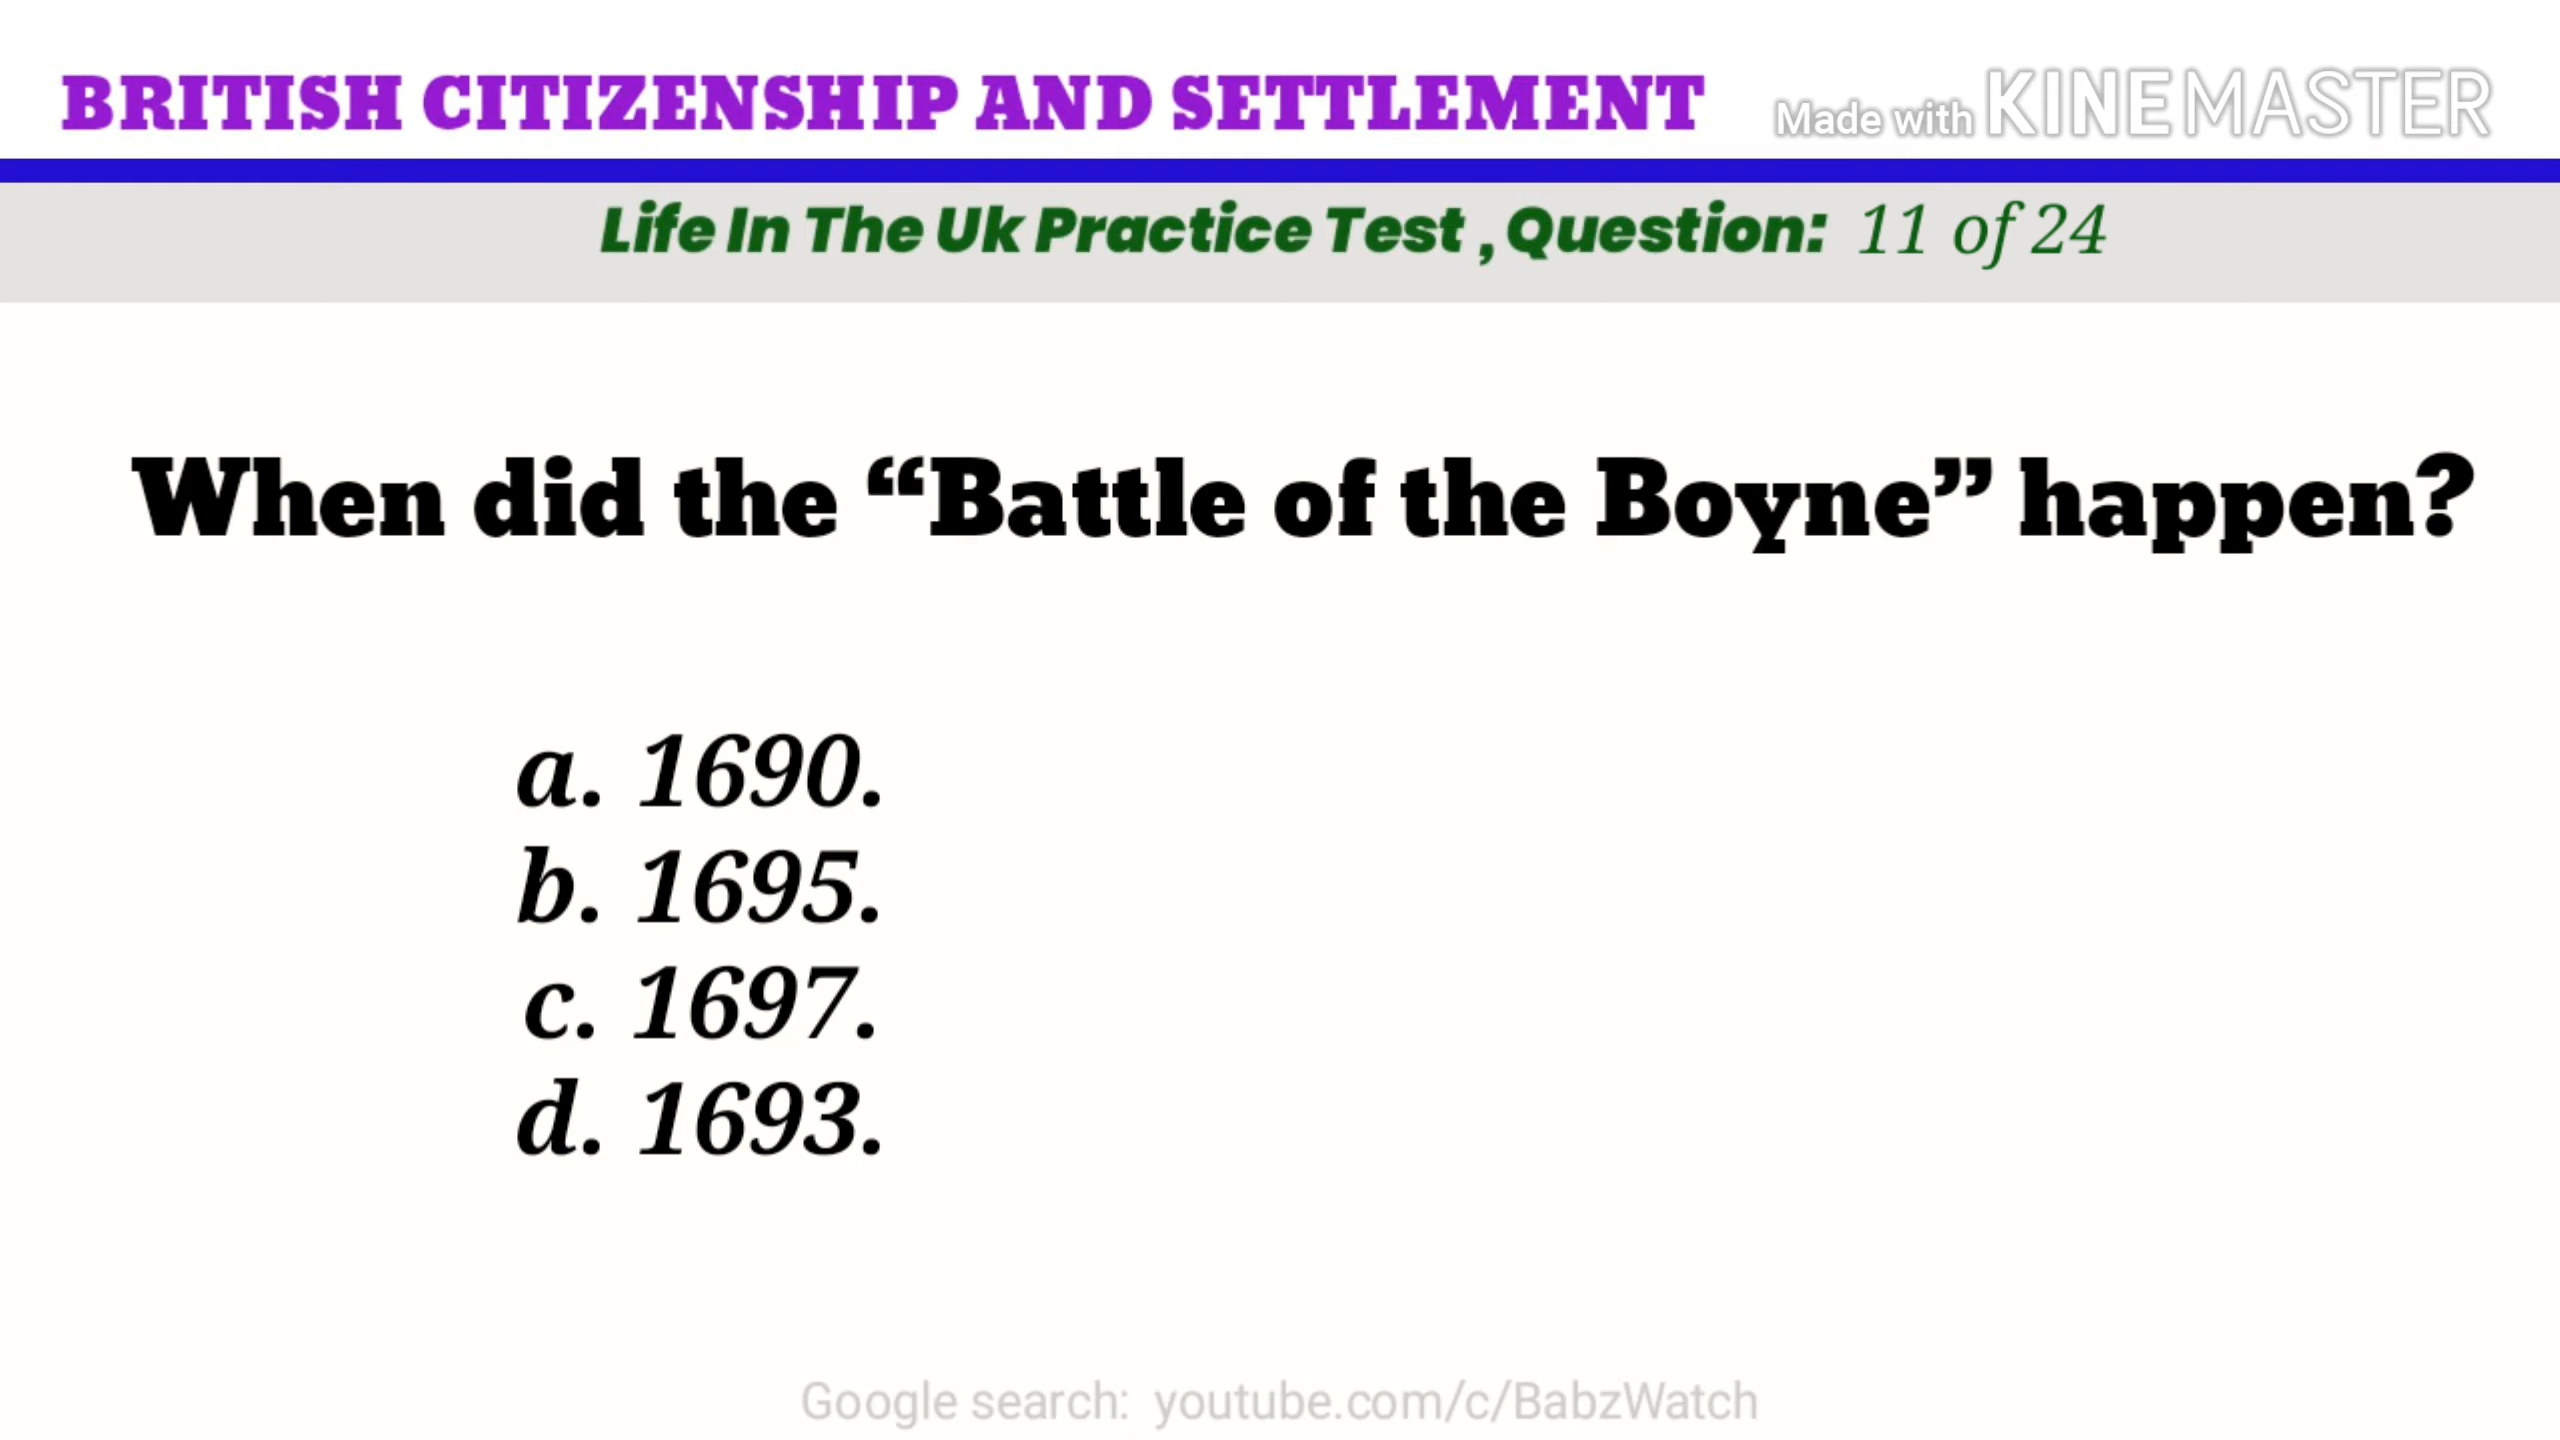 BRITISH CITIZENSHIP AND SETTLEMENT
Made with KINEMASTER
Life In The Uk Practice Test , Question: 11 of 24
When did the “Battle of the Boyne” happen?
a. 1690.
b. 1695.
c. 1697.
d. 1693.
Google search: youtube.com/c/BabzWatch